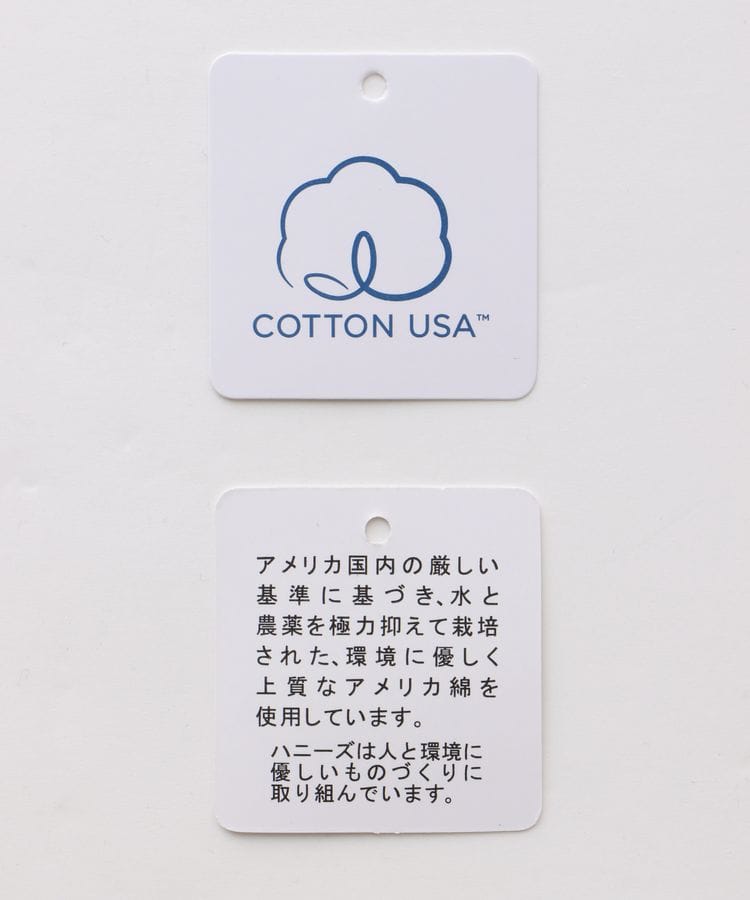 COTTON USA™
アメリカ国内の厳しい
基準に基づき、水と
農薬を極力抑えて栽培
された、環境に優しく
上質なアメリカ綿を
使用しています。
ハニーズは人と環境に
優しいものづくりに
取り組んでいます。